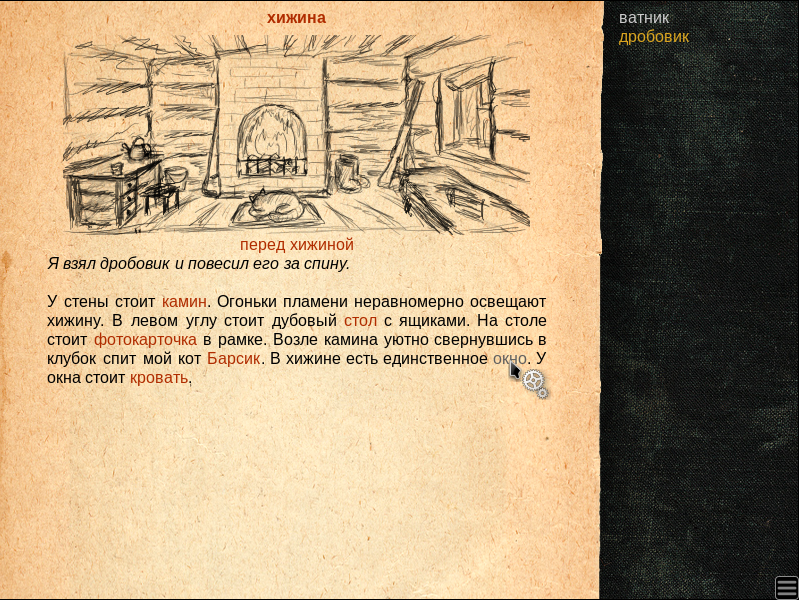 хижина
перед хижиной
Я взял дробовик и повесил его за спину.
У стены стоит камин. Огоньки пламени неравномерно освещают
хижину. В левом углу стоит дубовый стол с ящиками. На столе
стоит фотокарточка в рамке. Возле камина уютно свернувшись в
клубок спит мой кот Барсик. В хижине есть единственное окно. У
окна стоит кровать.
ватник
дробовик